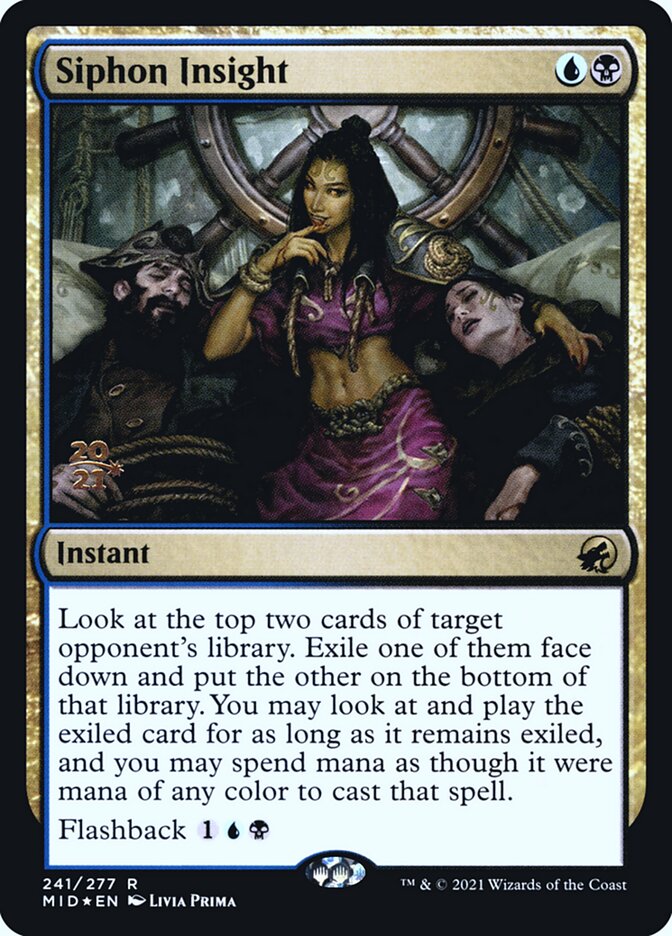 Siphon Insight
20
21
Instant
Look at the top two cards of target
opponent's library. Exile one of them face
down and put the other on the bottom of
that library. You may look at and play the
exiled card for as long as it remains exiled,
and you may spend mana as though it were
mana of any color to cast that spell.
Flashback 1
241/277 R
MID★EN LIVIA PRIMA
™ & © 2021 Wizards of the Coast